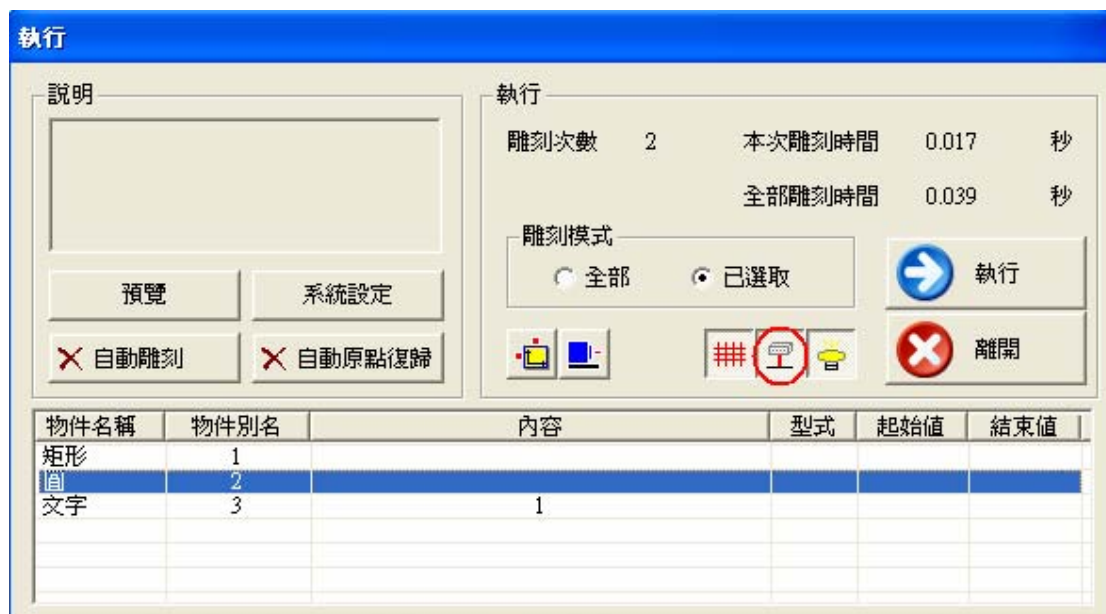 執行
說明
執行
雕刻次數 2 本次雕刻時間 0.017 秒
全部雕刻時間 0.039 秒
雕刻模式
全部 已選取
執行
預覽 系統設定
自動雕刻 自動原點復歸
離開
物件名稱 物件別名 內容 型式 起始值 結束值
矩形 1
圓 2
文字 3 1